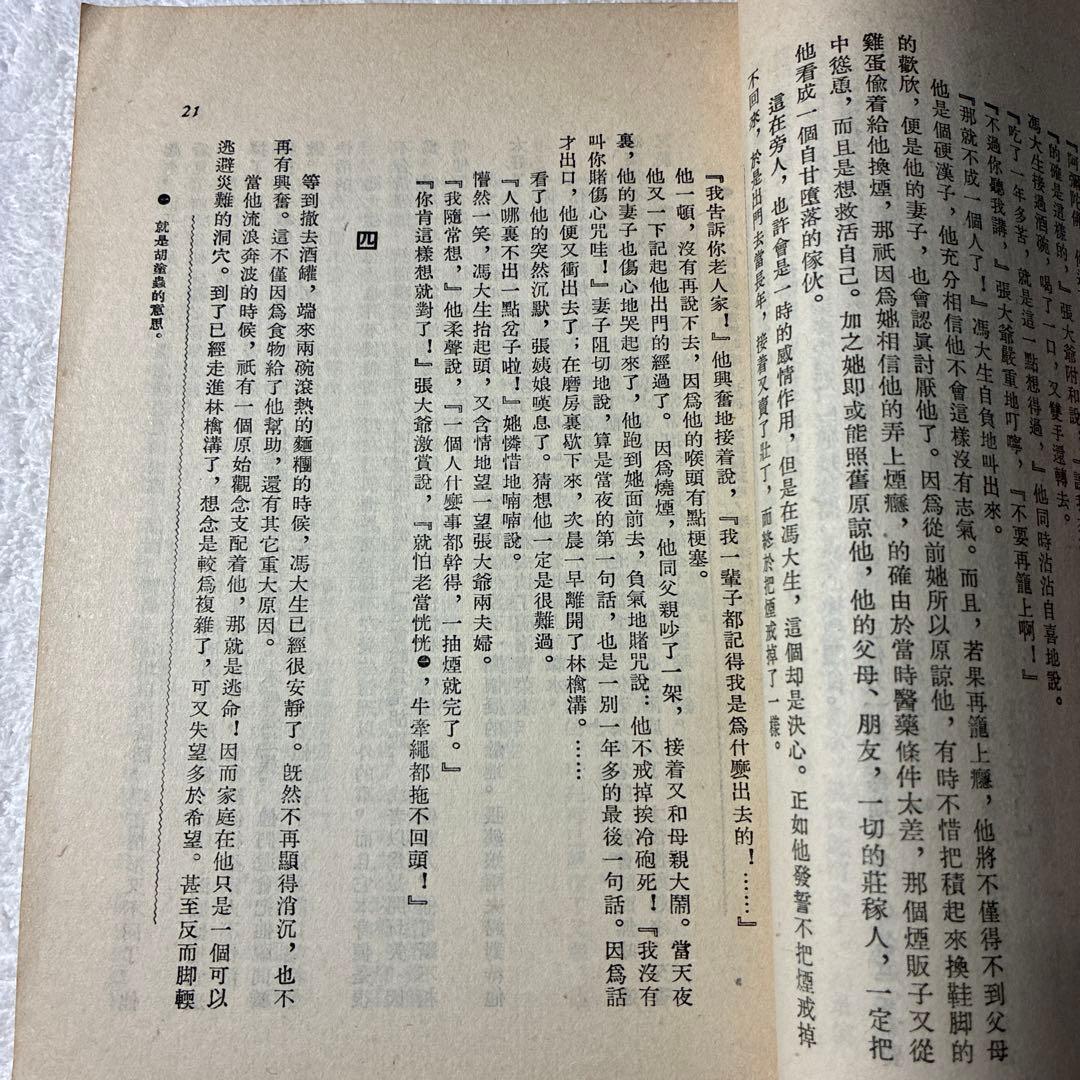 『阿彌陀佛，
『的確是這樣的，』張大爺附和說，
馮大生接過酒碗，喝了一口，又雙手還轉去。
『吃了一年多苦，就是這一點想得過，』他同時沾沾自喜地說。
『不過你聽我講，』張大爺嚴重地叮嚀，『不要再籠上啊！』
『那就不成一個人了！』馮大生自負地叫出來。
他是個硬漢子，他充分相信他不會這樣沒有志氣。而且，若果再籠上癮，他將不僅得不到父母
的歡欣，便是他的妻子，也會認眞討厭他了。因爲從前她所以原諒他，有時不惜把積起來換鞋脚的
雞蛋偸着給他換煙，那祇因爲她相信他的弄上煙癮，的確由於當時醫藥條件太差，那個煙販子又從
中慫恿，而且是想救活自己。加之她即或能照舊原諒他，他的父母、朋友，一切的莊稼人，一定把
他看成一個自甘墮落的傢伙。
這在旁人，也許會是一時的感情作用，但是在馮大生，這個却是決心。正如他發誓不把煙戒掉
不回來，於是出門去當長年，接着又賣了壯丁，而終於把煙戒掉了一樣。
『我告訴你老人家！』他興奮地接着說，『我一輩子都記得我是爲什麼出去的！……』
他一頓，沒有再說下去，因爲他的喉頭有點梗塞。
他又一下記起他出門的經過了。因爲燒煙，他同父親吵了一架，接着又和母親大鬧。當天夜
裏，他的妻子也傷心地哭起來了，他跑到她面前去，負氣地賭咒說：他不戒掉挨冷砲死！『我沒有
叫你賭傷心咒哇！』妻子阻切地說，算是當夜的第一句話，也是一別一年多的最後一句話。因爲話
才出口，他便又衝出去了；在磨房裏歇下來，次晨一早離開了林檎溝。……
看了他的突然沉默，張姨娘嘆息了。猜想他一定是很難過。
『人哪裏不出一點岔子啦！』她憐惜地喃喃說。
懵然一笑，馮大生抬起頭，又含情地望一望張大爺兩夫婦。
『我隨常想，』他柔聲說，『一個人什麼事都幹得，一抽煙就完了。』
『你肯這樣想就對了！』張大爺激賞說，『就怕老當恍恍㊀，牛牽繩都拖不回頭！』
四
等到撤去酒罐，端來兩碗滾熱的麵糰的時候，馮大生已經很安靜了。旣然不再顯得消沉，也不
再有興奮。這不僅因爲食物給了他幫助，還有其它重大原因。
當他流浪奔波的時候，祇有一個原始觀念支配着他，那就是逃命！因而家庭在他只是一個可以
逃避災難的洞穴。到了已經走進林檎溝了，想念是較爲複雜了，可又失望多於希望。甚至反而脚輭
㊀ 就是胡塗蟲的意思。
21